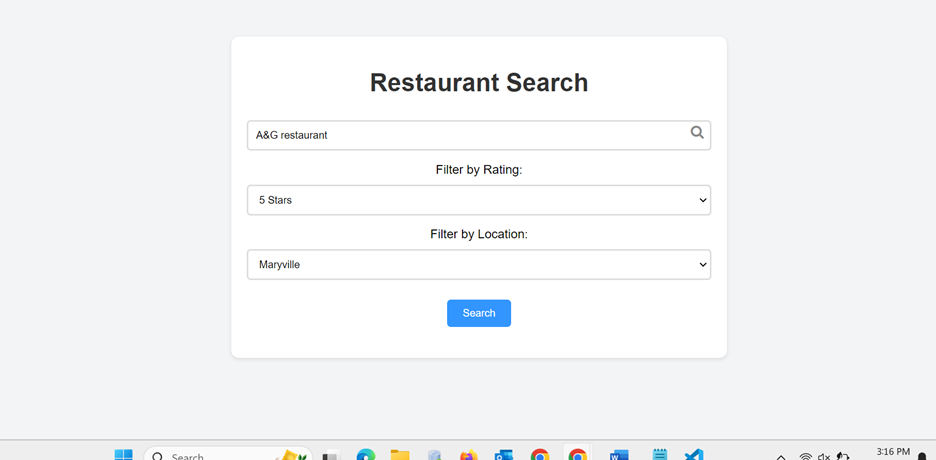 Restaurant Search
A&G restaurant
Filter by Rating:
5 Stars
Filter by Location:
Maryville
Search
Search
3:16 PM